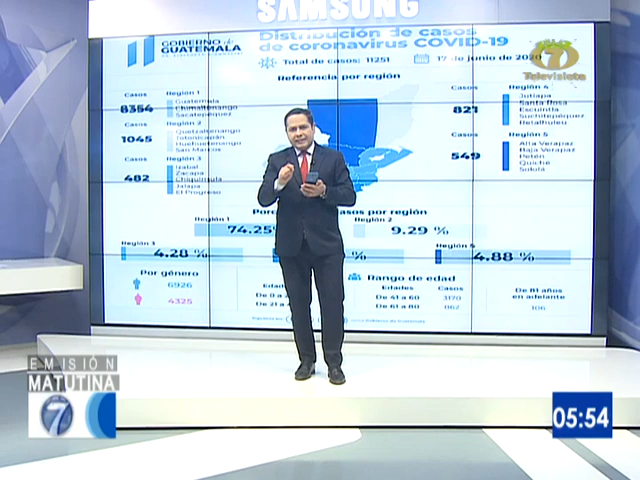 SAMSUNG
GOBIERNO de
GUATEMALA
Distribución de casos
de coronavirus COVID-19
Total de casos: 11251
17 de junio de 2020
7
Televisiete
Referencia por región
Casos
Región 1
8354
Guatemala
Chimaltenango
Sacatepéquez
Casos
Región 2
1045
Quetzaltenango
Totonicapán
Huehuetenango
San Marcos
Casos
Región 3
482
Izabal
Zacapa
Chiquimula
Jalapa
El Progreso
Casos
Región 4
821
Jutiapa
Santa Rosa
Escuintla
Suchitepéquez
Retalhuleu
Casos
Región 5
549
Alta Verapaz
Baja Verapaz
Petén
Quiché
Sololá
casos por región
Región 1
74.25%
Región 2
9.29 %
Región 3
4.28 %
%
Región 5
4.88 %
Por género
6926
4325
Rango de edad
Edades
Casos
De 41 a 60
3170
De 61 a 80
862
De 81 años
en adelante
106
EMISIÓN
MATUTINA
7
05:54